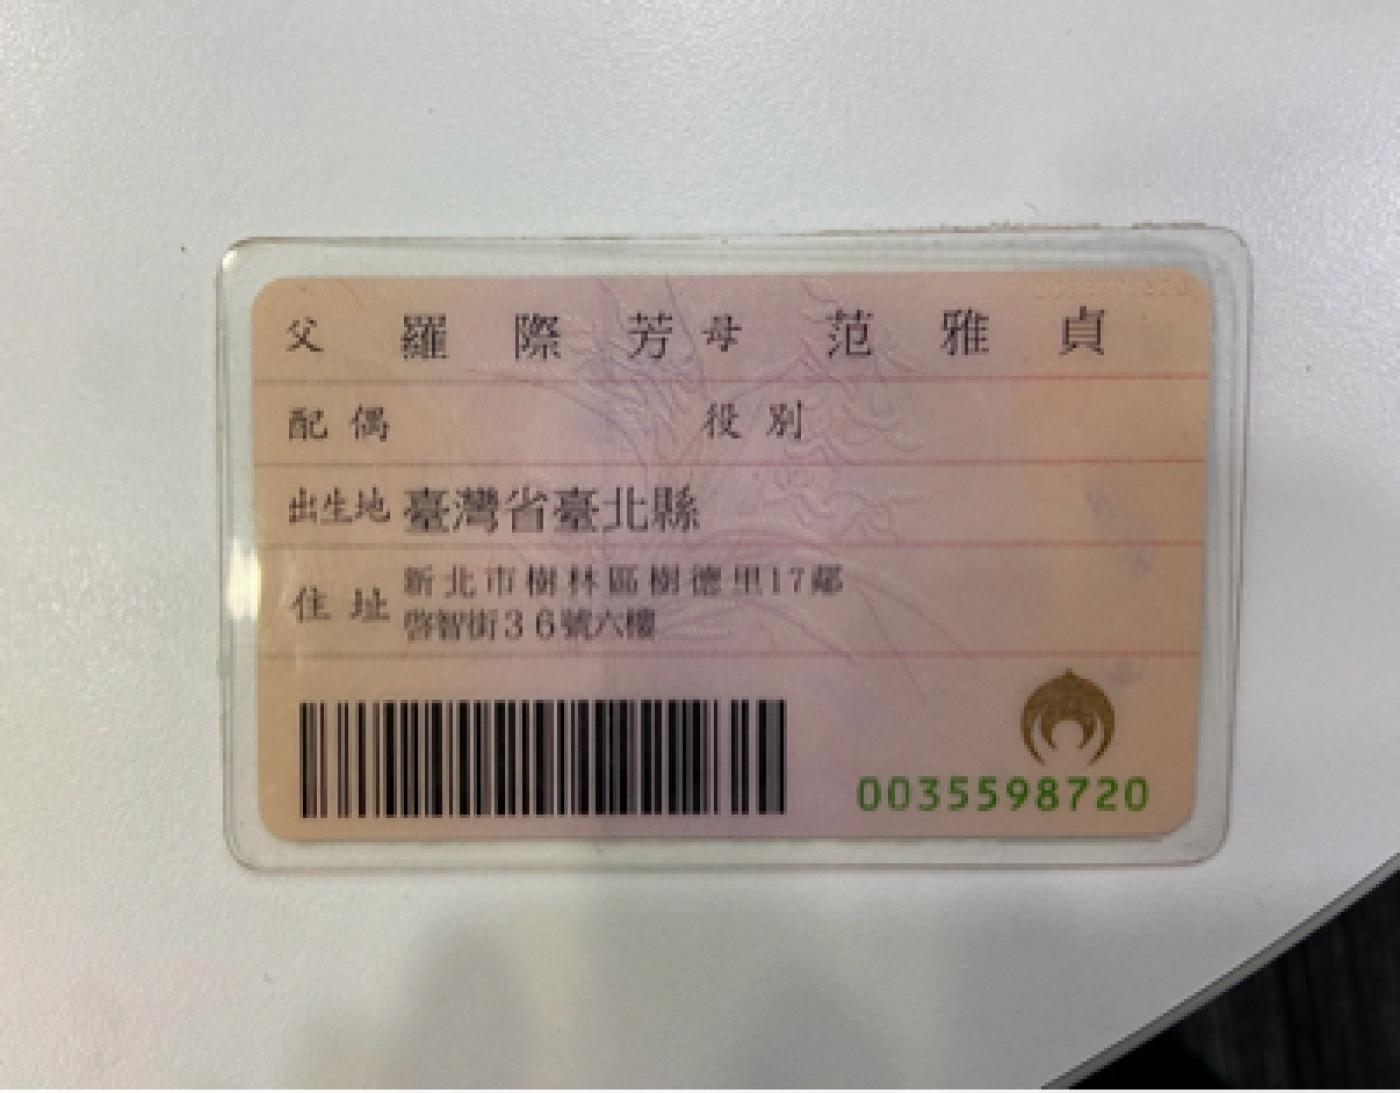 父 羅際芳 母 范雅貞
配偶 役別
出生地 臺灣省臺北縣
住址 新北市樹林區樹德里17鄰
啓智街36號六樓
0035598720